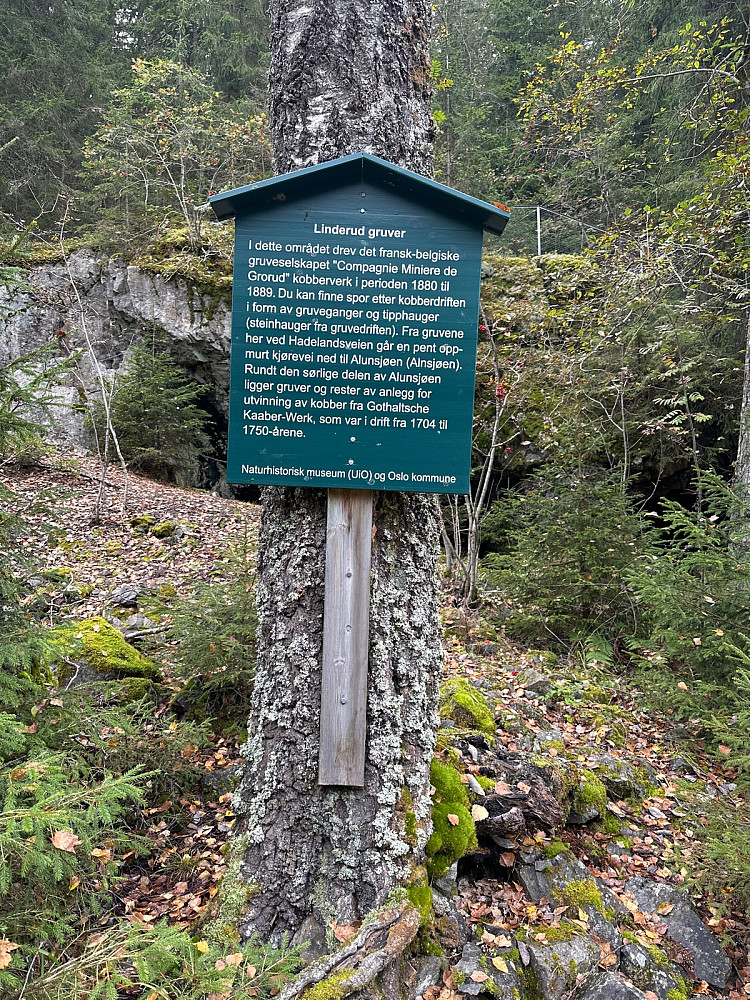 Linderud gruver
I dette området drev det fransk-belgiske
gruveselskapet "Compagnie Miniere de
Grorud" kobberverk i perioden 1880 til
1889. Du kan finne spor etter kobberdriften
i form av gruveganger og tipphauger
(steinhauger fra gruvedriften). Fra gruvene
her ved Hadelandsveien går en pent opp-
murt kjørevei ned til Alunsjøen (Alnsjøen).
Rundt den sørlige delen av Alunsjøen
ligger gruver og rester av anlegg for
utvinning av kobber fra Gothaltsche
Kaaber-Werk, som var i drift fra 1704 til
1750-årene.
Naturhistorisk museum (UiO) og Oslo kommune